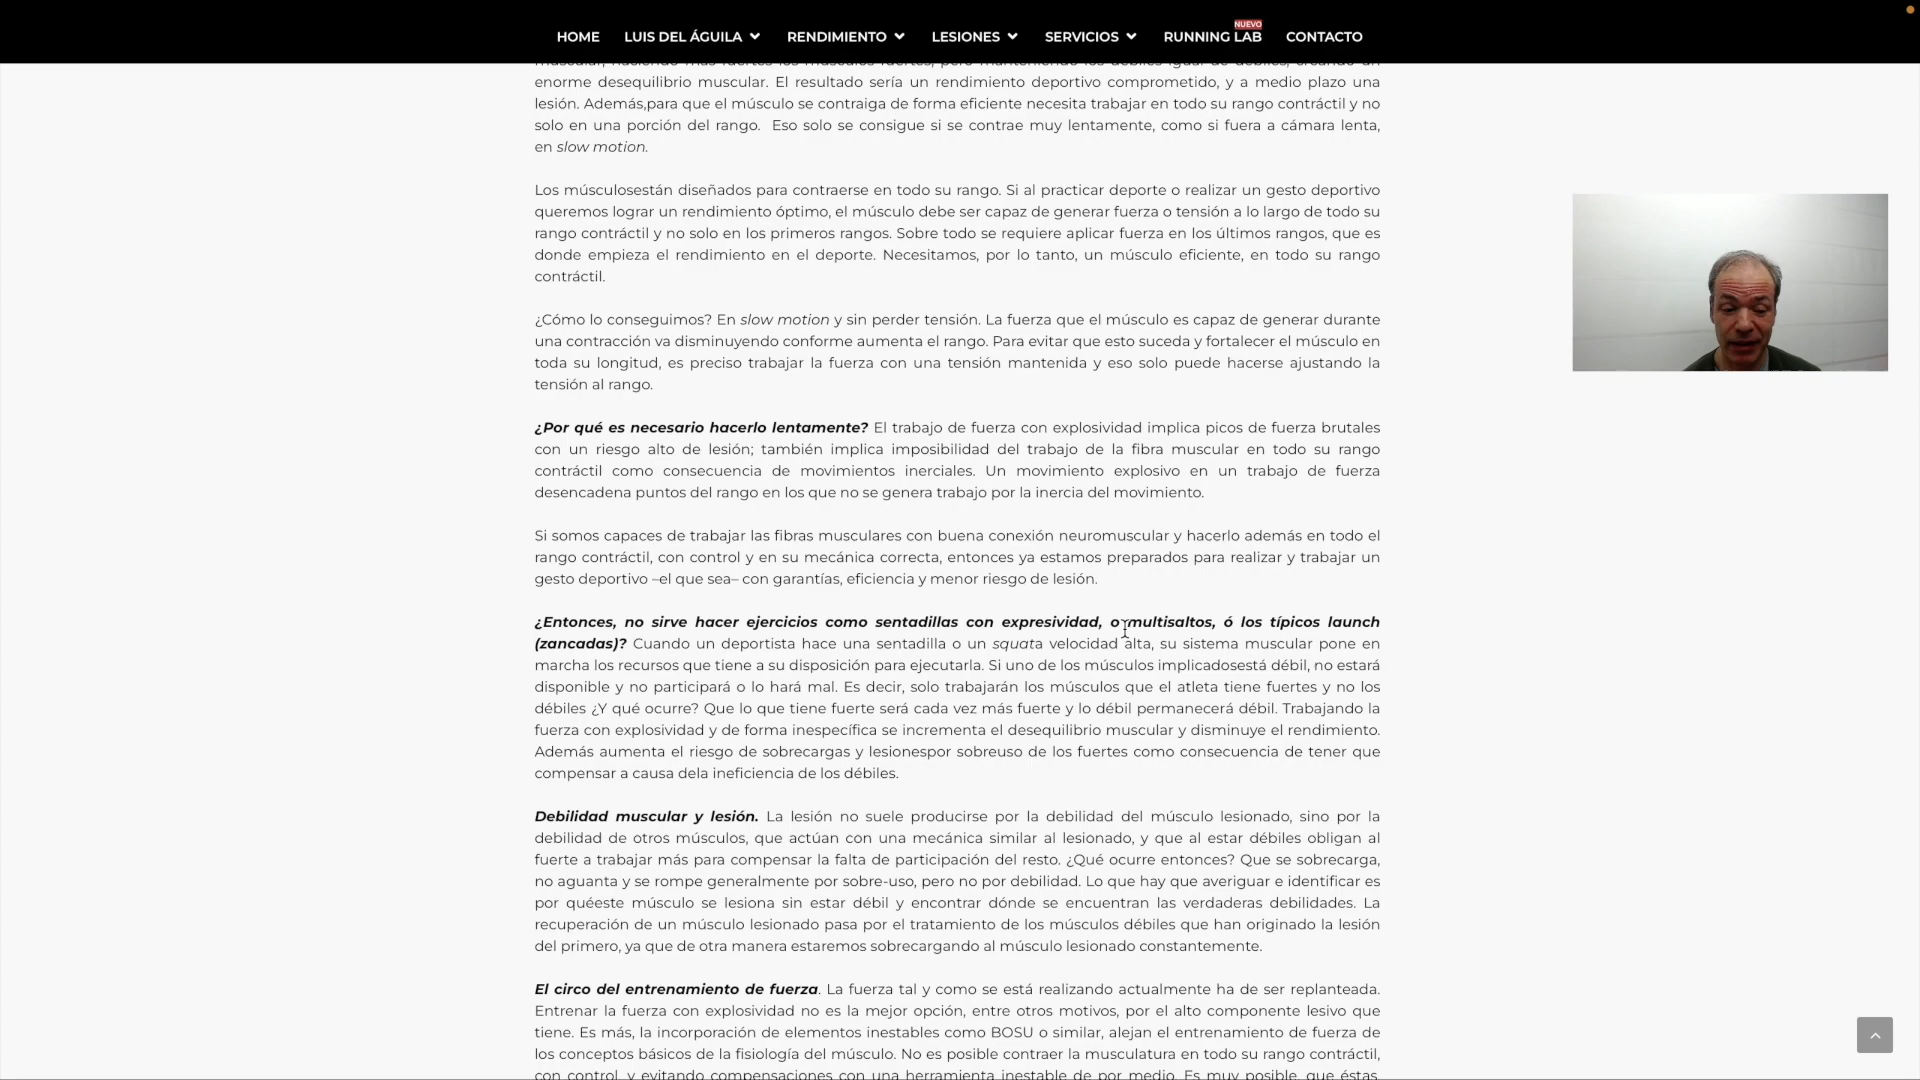 NUEVO
HOME LUIS DEL ÁGUILA RENDIMIENTO LESIONES SERVICIOS RUNNING LAB CONTACTO
enorme desequilibrio muscular. El resultado sería un rendimiento deportivo comprometido, y a medio plazo una
lesión. Además,para que el músculo se contraiga de forma eficiente necesita trabajar en todo su rango contráctil y no
solo en una porción del rango. Eso solo se consigue si se contrae muy lentamente, como si fuera a cámara lenta,
en slow motion.
Los músculosestán diseñados para contraerse en todo su rango. Si al practicar deporte o realizar un gesto deportivo
queremos lograr un rendimiento óptimo, el músculo debe ser capaz de generar fuerza o tensión a lo largo de todo su
rango contráctil y no solo en los primeros rangos. Sobre todo se requiere aplicar fuerza en los últimos rangos, que es
donde empieza el rendimiento en el deporte. Necesitamos, por lo tanto, un músculo eficiente, en todo su rango
contráctil.
¿Cómo lo conseguimos? En slow motion y sin perder tensión. La fuerza que el músculo es capaz de generar durante
una contracción va disminuyendo conforme aumenta el rango. Para evitar que esto suceda y fortalecer el músculo en
toda su longitud, es preciso trabajar la fuerza con una tensión mantenida y eso solo puede hacerse ajustando la
tensión al rango.
¿Por qué es necesario hacerlo lentamente? El trabajo de fuerza con explosividad implica picos de fuerza brutales
con un riesgo alto de lesión; también implica imposibilidad del trabajo de la fibra muscular en todo su rango
contráctil como consecuencia de movimientos inerciales. Un movimiento explosivo en un trabajo de fuerza
desencadena puntos del rango en los que no se genera trabajo por la inercia del movimiento.
Si somos capaces de trabajar las fibras musculares con buena conexión neuromuscular y hacerlo además en todo el
rango contráctil, con control y en su mecánica correcta, entonces ya estamos preparados para realizar y trabajar un
gesto deportivo –el que sea– con garantías, eficiencia y menor riesgo de lesión.
¿Entonces, no sirve hacer ejercicios como sentadillas con expresividad, o multisaltos, ó los típicos launch
(zancadas)? Cuando un deportista hace una sentadilla o un squata velocidad alta, su sistema muscular pone en
marcha los recursos que tiene a su disposición para ejecutarla. Si uno de los músculos implicadosestá débil, no estará
disponible y no participará o lo hará mal. Es decir, solo trabajarán los músculos que el atleta tiene fuertes y no los
débiles ¿Y qué ocurre? Que lo que tiene fuerte será cada vez más fuerte y lo débil permanecerá débil. Trabajando la
fuerza con explosividad y de forma inespecífica se incrementa el desequilibrio muscular y disminuye el rendimiento.
Además aumenta el riesgo de sobrecargas y lesionespor sobreuso de los fuertes como consecuencia de tener que
compensar a causa dela ineficiencia de los débiles.
Debilidad muscular y lesión. La lesión no suele producirse por la debilidad del músculo lesionado, sino por la
debilidad de otros músculos, que actúan con una mecánica similar al lesionado, y que al estar débiles obligan al
fuerte a trabajar más para compensar la falta de participación del resto. ¿Qué ocurre entonces? Que se sobrecarga,
no aguanta y se rompe generalmente por sobre-uso, pero no por debilidad. Lo que hay que averiguar e identificar es
por quéeste músculo se lesiona sin estar débil y encontrar dónde se encuentran las verdaderas debilidades. La
recuperación de un músculo lesionado pasa por el tratamiento de los músculos débiles que han originado la lesión
del primero, ya que de otra manera estaremos sobrecargando al músculo lesionado constantemente.
El circo del entrenamiento de fuerza. La fuerza tal y como se está realizando actualmente ha de ser replanteada.
Entrenar la fuerza con explosividad no es la mejor opción, entre otros motivos, por el alto componente lesivo que
tiene. Es más, la incorporación de elementos inestables como BOSU o similar, alejan el entrenamiento de fuerza de
los conceptos básicos de la fisiología del músculo. No es posible contraer la musculatura en todo su rango contráctil,
con control, y evitando compensaciones con una herramienta inestable de por medio. Es muy posible, que éstas,